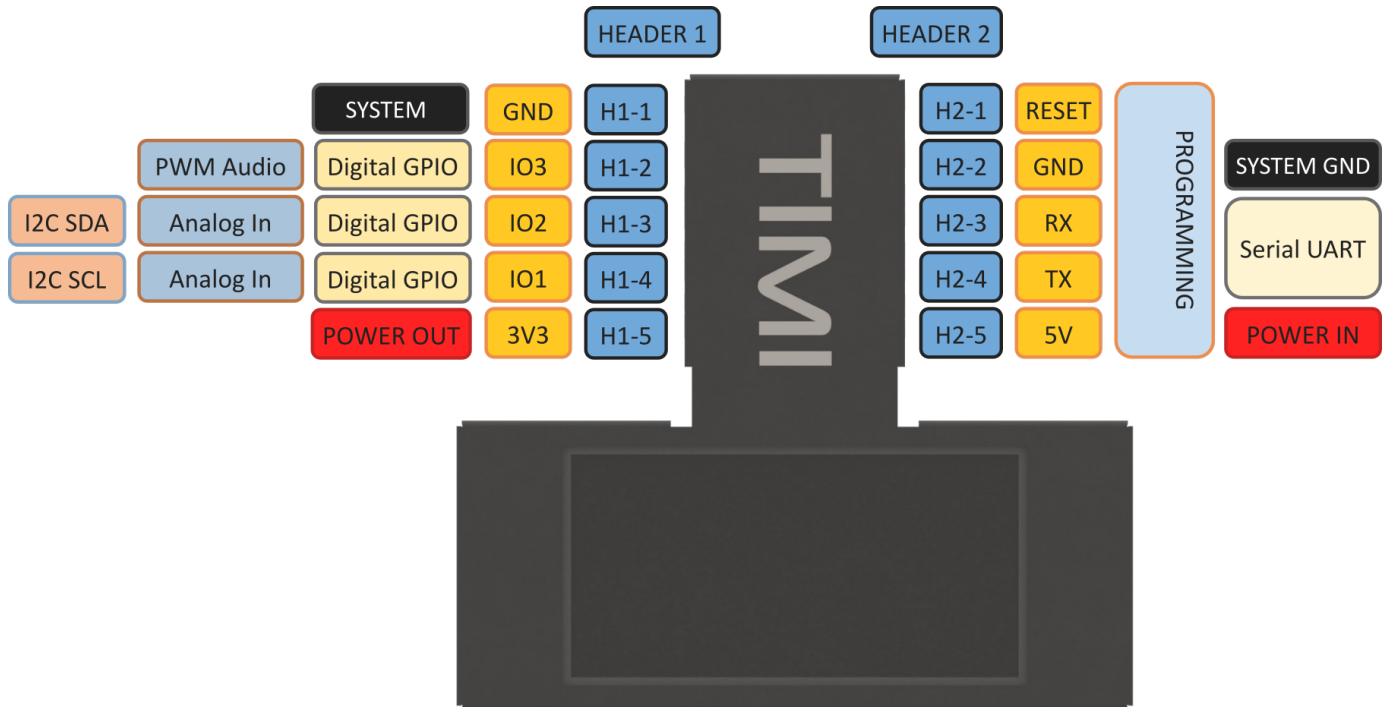 HEADER 1 HEADER 2
SYSTEM GND H1-1 H2-1 RESET
PWM Audio Digital GPIO IO3 H1-2 H2-2 GND SYSTEM GND
I2C SDA Analog In Digital GPIO IO2 H1-3 H2-3 RX
Serial UART
I2C SCL Analog In Digital GPIO IO1 H1-4 H2-4 TX
POWER OUT 3V3 H1-5 H2-5 5V POWER IN
PROGRAMMING
TIMI